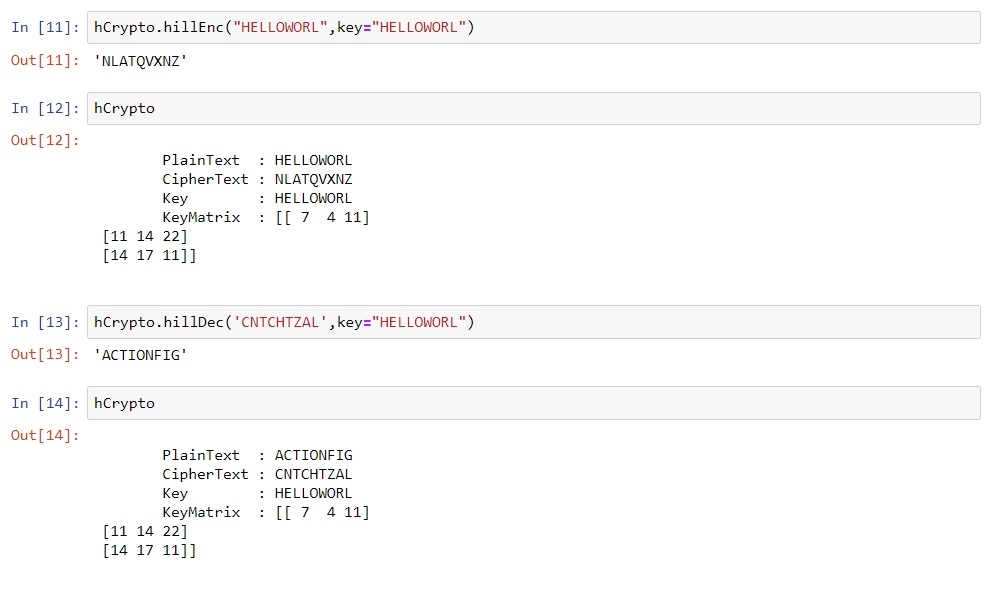 In [11]: hCrypto.hillEnc("HELLOWORL",key="HELLOWORL")
Out[11]: 'NLATQVXNZ'
In [12]: hCrypto
Out[12]:
PlainText : HELLOWORL
CipherText : NLATQVXNZ
Key : HELLOWORL
KeyMatrix : [[ 7 4 11]
[11 14 22]
[14 17 11]]
In [13]: hCrypto.hillDec('CNTCHTZAL',key="HELLOWORL")
Out[13]: 'ACTIONFIG'
In [14]: hCrypto
Out[14]:
PlainText : ACTIONFIG
CipherText : CNTCHTZAL
Key : HELLOWORL
KeyMatrix : [[ 7 4 11]
[11 14 22]
[14 17 11]]